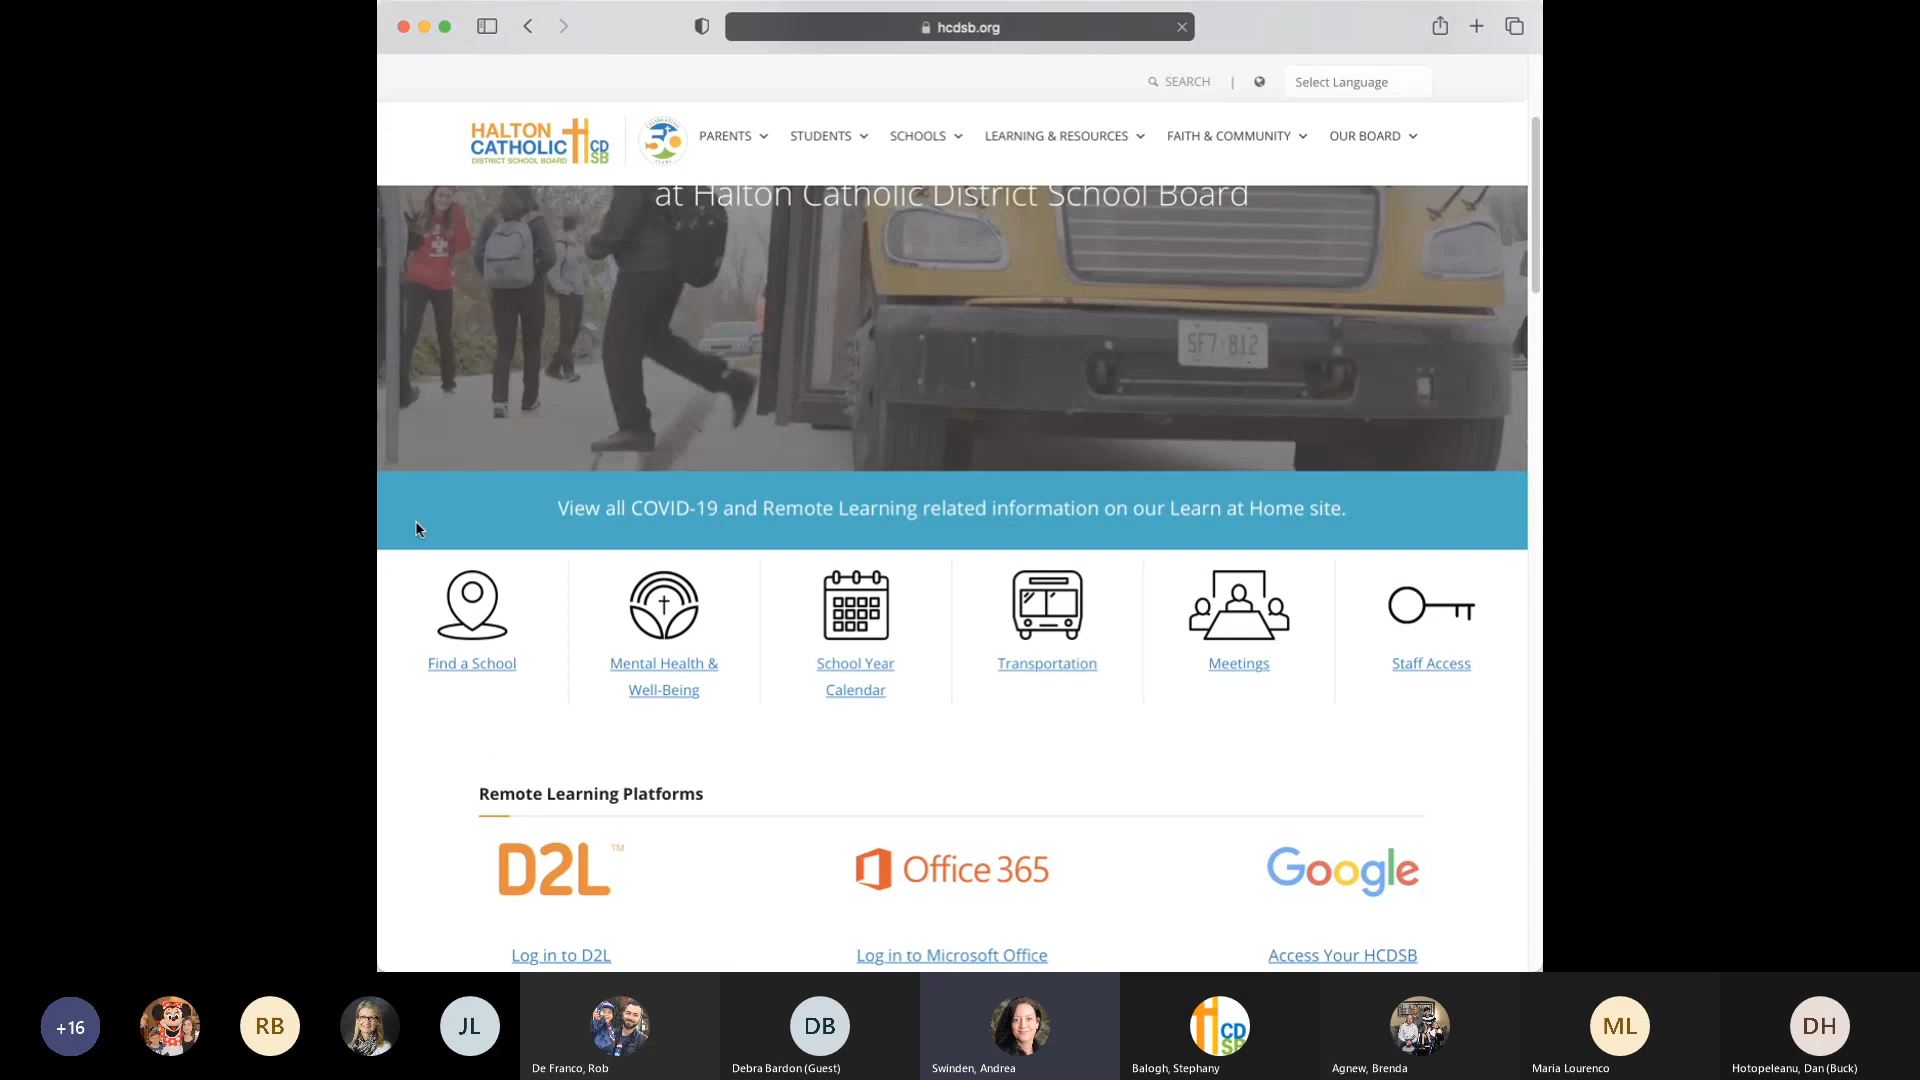 hcdsb.org
SEARCH | Select Language
HALTON
CATHOLIC
DISTRICT SCHOOL BOARD
CD
SB
PARENTS STUDENTS SCHOOLS LEARNING & RESOURCES FAITH & COMMUNITY OUR BOARD
at Halton Catholic District School Board
SF7 812
View all COVID-19 and Remote Learning related information on our Learn at Home site.
Find a School
Mental Health &
Well-Being
School Year
Calendar
Transportation
Meetings
Staff Access
Remote Learning Platforms
D2L™
Office 365
Google
Log in to D2L
Log in to Microsoft Office
Access Your HCDSB
+16
RB
JL
De Franco, Rob
DB
Debra Bardon (Guest)
Swinden, Andrea
CD
SB
Balogh, Stephany
Agnew, Brenda
ML
Maria Lourenco
DH
Hotopeleanu, Dan (Buck)